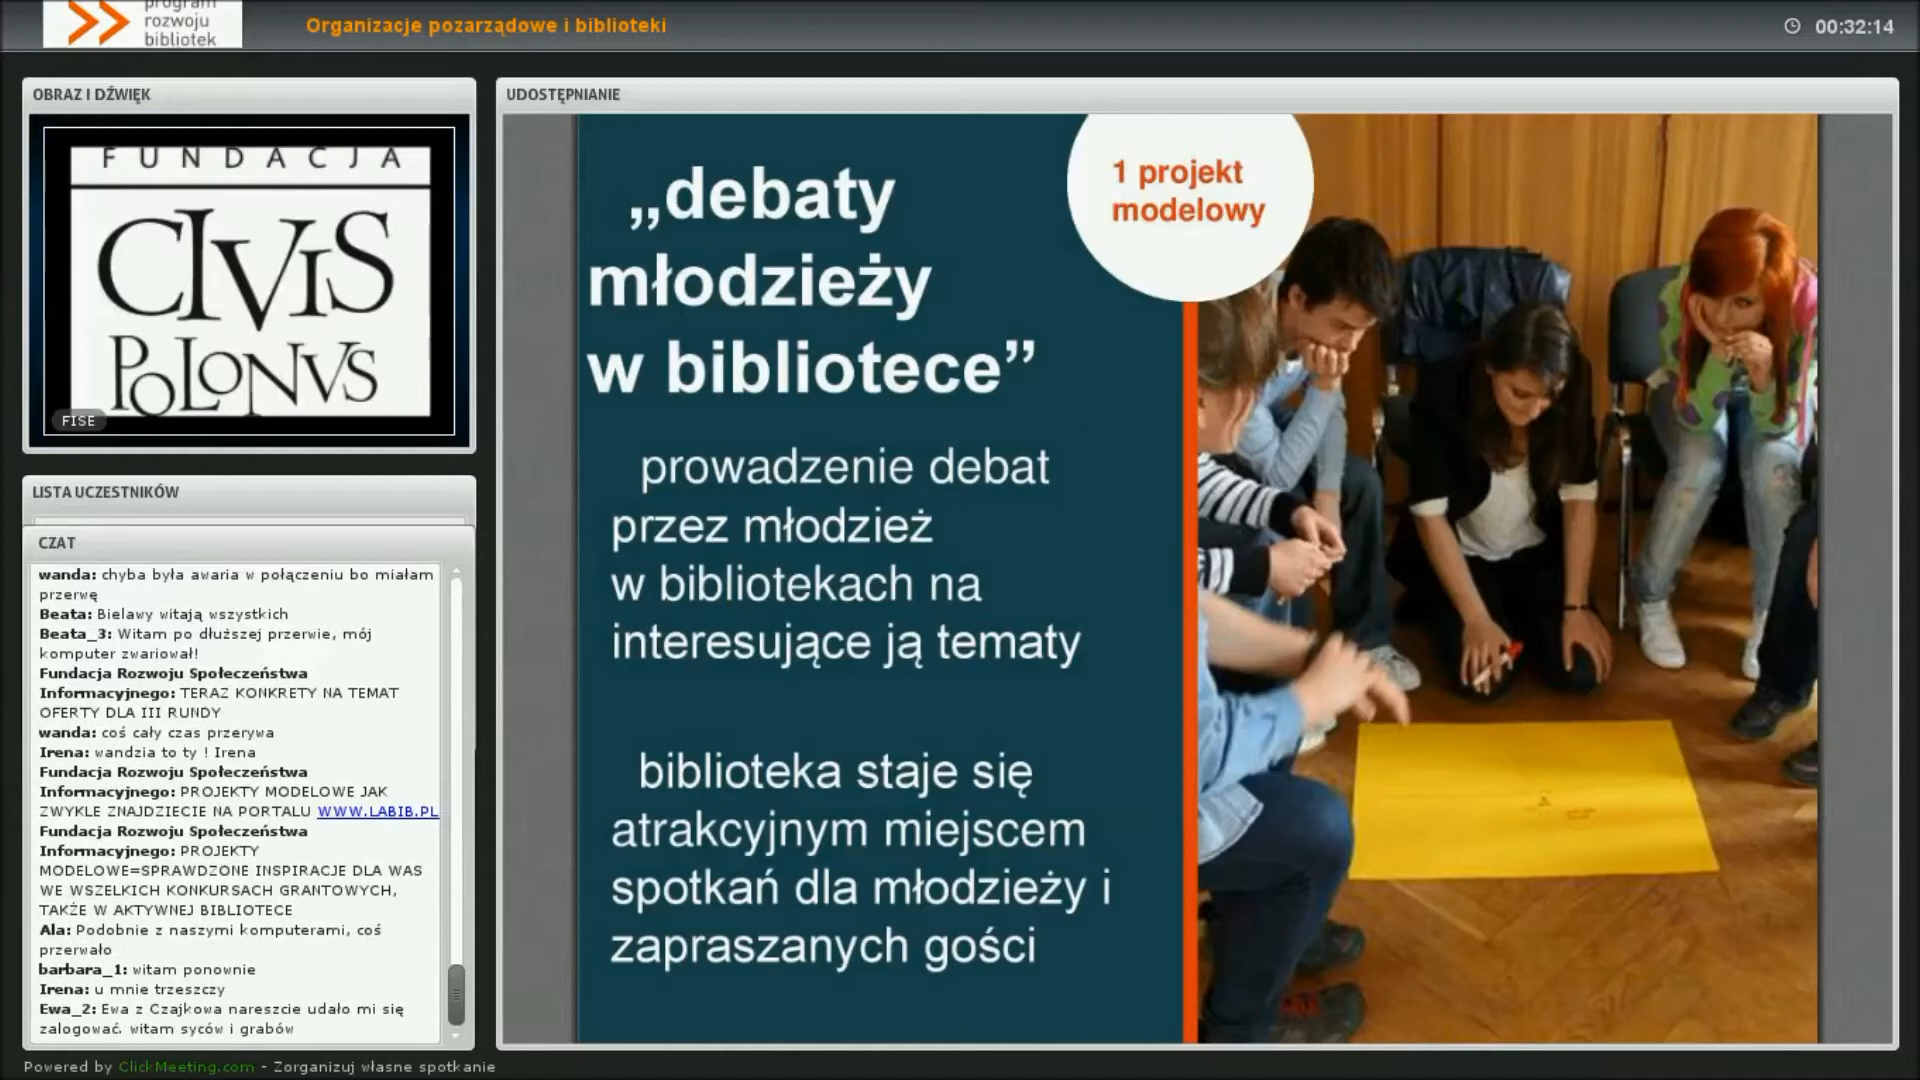 program
rozwoju
bibliotek
Organizacje pozarządowe i biblioteki
00:32:14
OBRAZ I DŹWIĘK
FUNDACJA
CIVIS
POLONVS
FISE
LISTA UCZESTNIKÓW
CZAT
wanda: chyba była awaria w połączeniu bo miałam
przerwę
Beata: Bielawy witają wszystkich
Beata_3: Witam po dłuższej przerwie, mój
komputer zwariował!
Fundacja Rozwoju Społeczeństwa
Informacyjnego: TERAZ KONKRETY NA TEMAT
OFERTY DLA III RUNDY
wanda: coś cały czas przerywa
Irena: wandzia to ty ! Irena
Fundacja Rozwoju Społeczeństwa
Informacyjnego: PROJEKTY MODELOWE JAK
ZWYKLE ZNAJDZIECIE NA PORTALU WWW.LABIB.PL
Fundacja Rozwoju Społeczeństwa
Informacyjnego: PROJEKTY
MODELOWE=SPRAWDZONE INSPIRACJE DLA WAS
WE WSZELKICH KONKURSACH GRANTOWYCH,
TAKŻE W AKTYWNEJ BIBLIOTECE
Ala: Podobnie z naszymi komputerami, coś
przerwało
barbara_1: witam ponownie
Irena: u mnie trzeszczy
Ewa_2: Ewa z Czajkowa nareszcie udało mi się
zalogować. witam syców i grabów
UDOSTĘPNIANIE
„debaty
młodzieży
w bibliotece”
1 projekt
modelowy
prowadzenie debat
przez młodzież
w bibliotekach na
interesujące ją tematy
biblioteka staje się
atrakcyjnym miejscem
spotkań dla młodzieży i
zapraszanych gości
Powered by ClickMeeting.com - Zorganizuj własne spotkanie